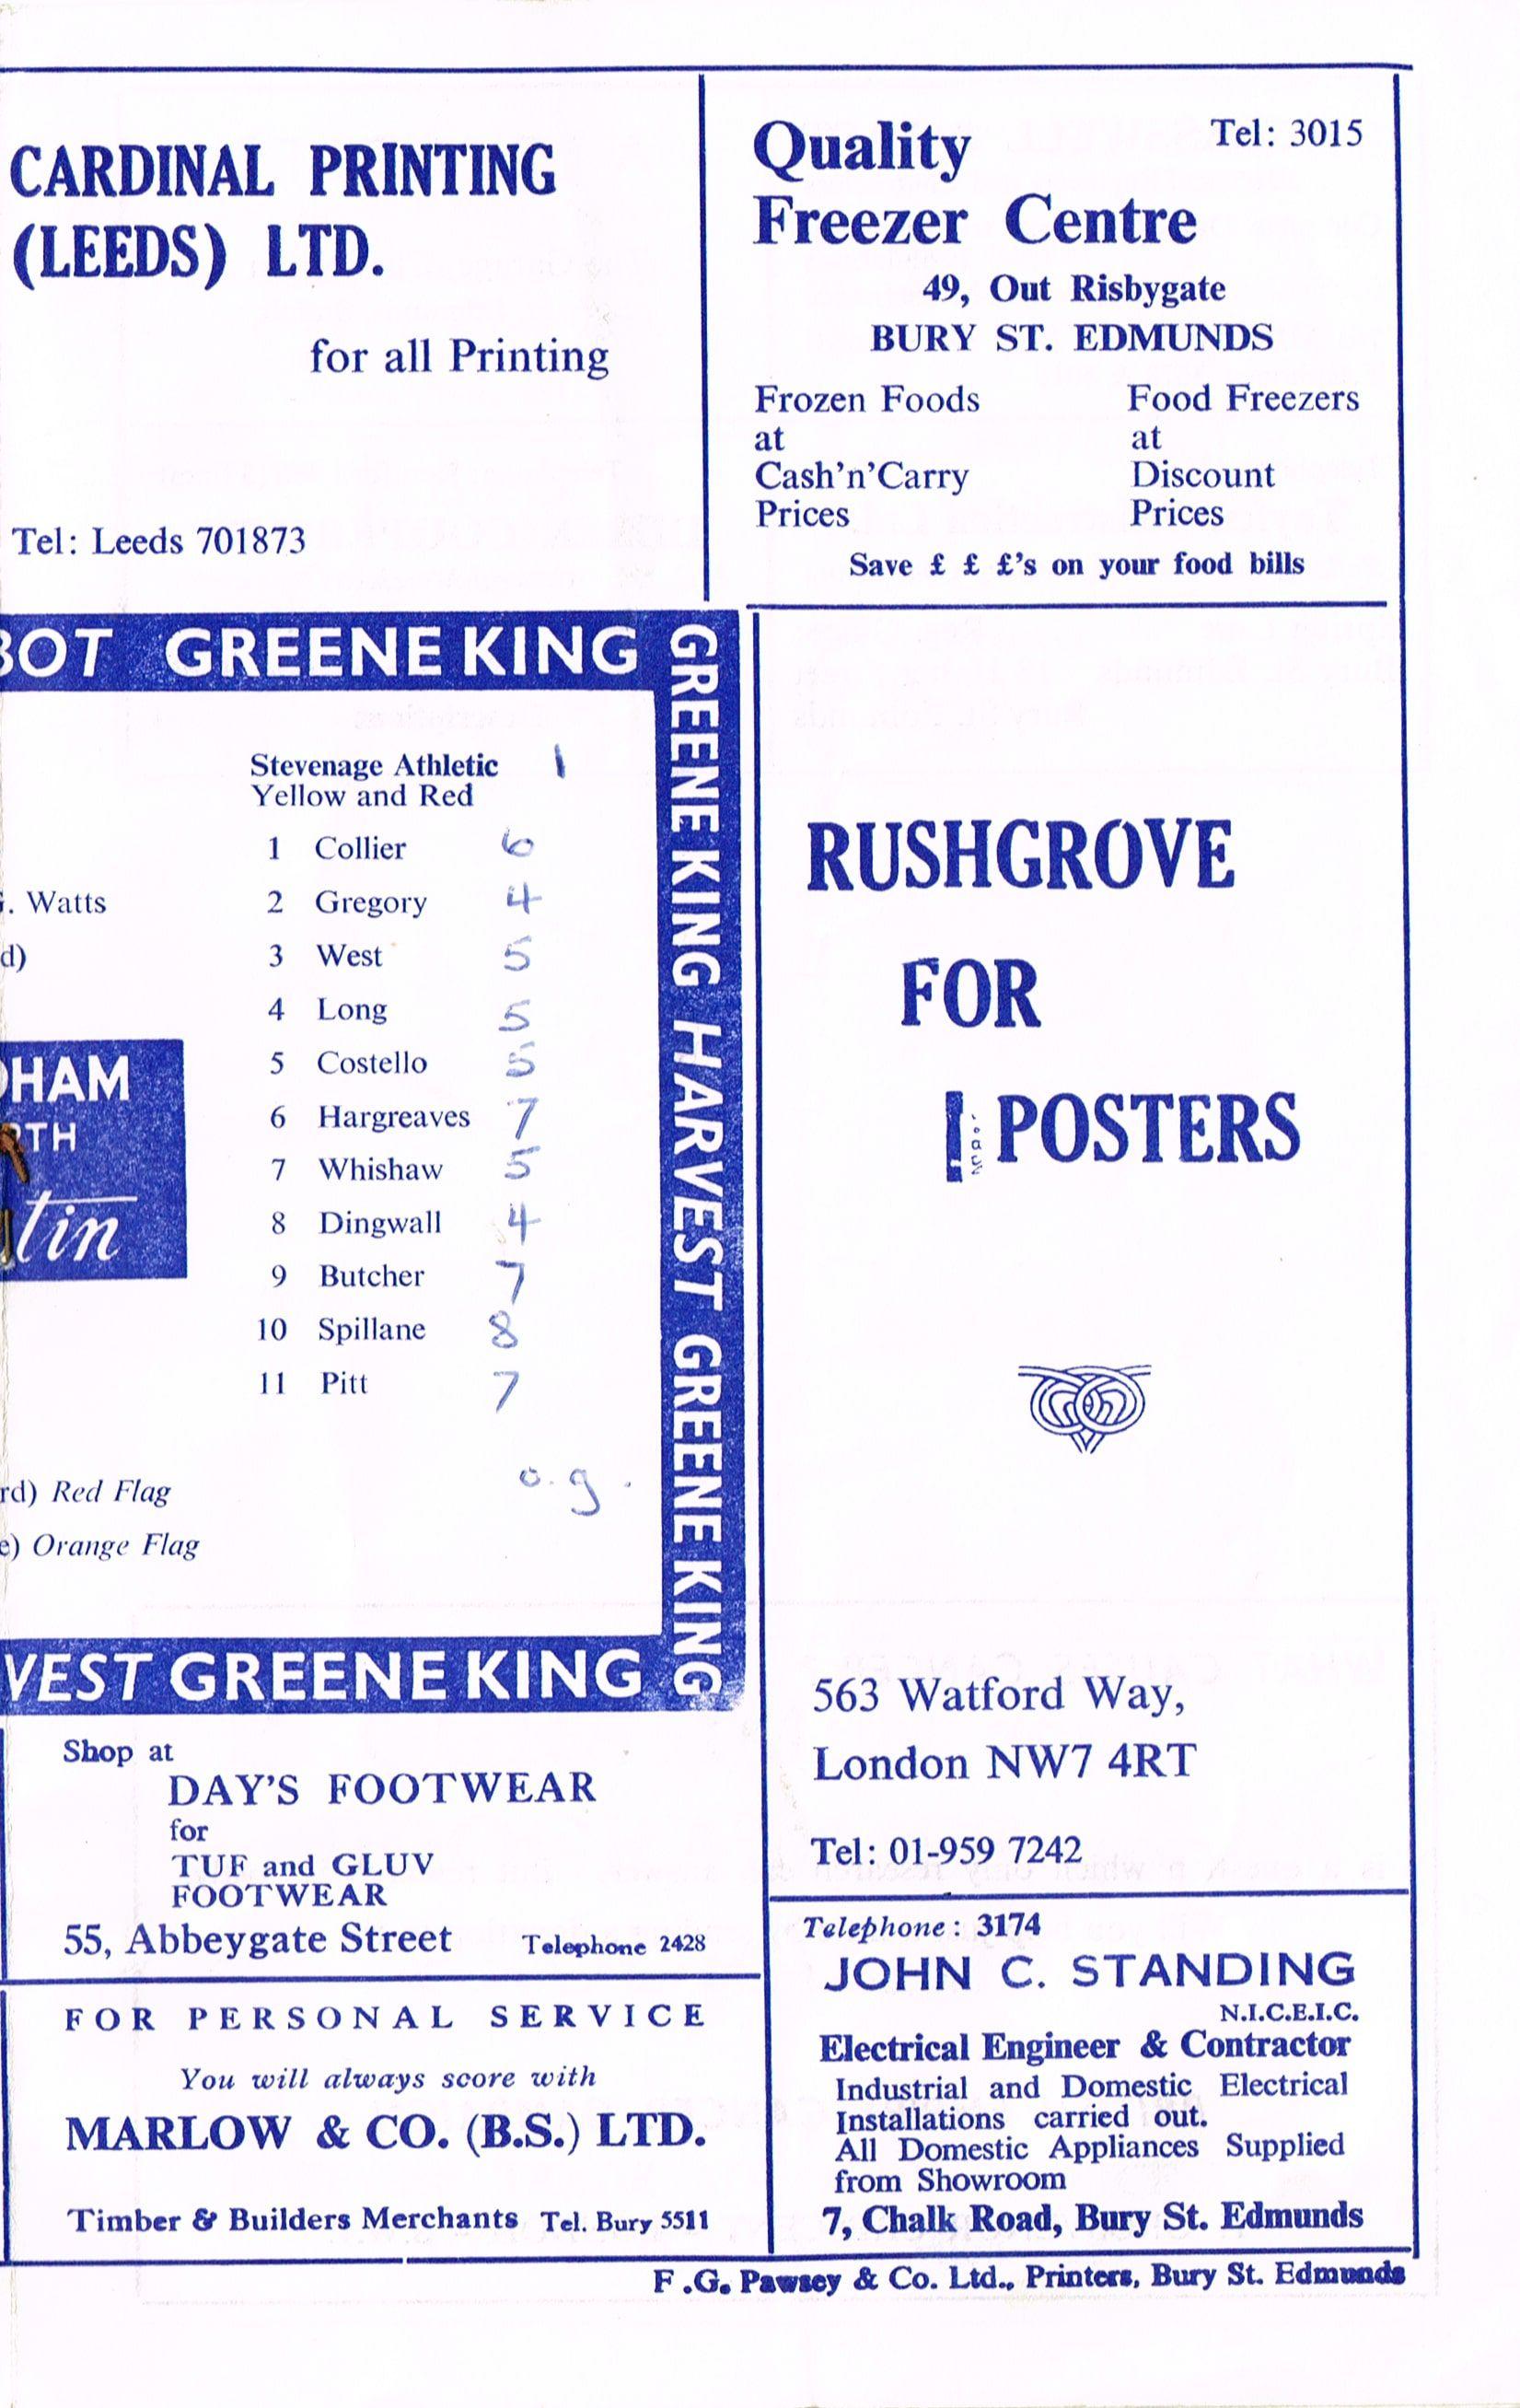 CARDINAL PRINTING
(LEEDS) LTD.
for all Printing
Tel: Leeds 701873
Quality
Tel: 3015
Freezer Centre
49, Out Risbygate
BURY ST. EDMUNDS
Frozen Foods
at
Cash'n'Carry
Prices
Food Freezers
at
Discount
Prices
Save £ £ £'s on your food bills
BOT GREENE KING
GREENE KING HARVEST GREENE KING
Stevenage Athletic 1
Yellow and Red
1 Collier 6
2 Gregory 4
3 West 5
4 Long 5
5 Costello 5
6 Hargreaves 7
7 Whishaw 5
8 Dingwall 4
9 Butcher 7
10 Spillane 8
11 Pitt 7
o.g.
. Watts
d)
HAM
RTH
tin
rd) Red Flag
e) Orange Flag
VEST GREENE KING
RUSHGROVE
FOR
POSTERS
563 Watford Way,
London NW7 4RT
Tel: 01-959 7242
Shop at
DAY'S FOOTWEAR
for
TUF and GLUV
FOOTWEAR
55, Abbeygate Street Telephone 2428
FOR PERSONAL SERVICE
You will always score with
MARLOW & CO. (B.S.) LTD.
Timber & Builders Merchants Tel. Bury 5511
Telephone: 3174
JOHN C. STANDING
N.I.C.E.I.C.
Electrical Engineer & Contractor
Industrial and Domestic Electrical
Installations carried out.
All Domestic Appliances Supplied
from Showroom
7, Chalk Road, Bury St. Edmunds
F .G. Pawsey & Co. Ltd., Printers, Bury St. Edmunds